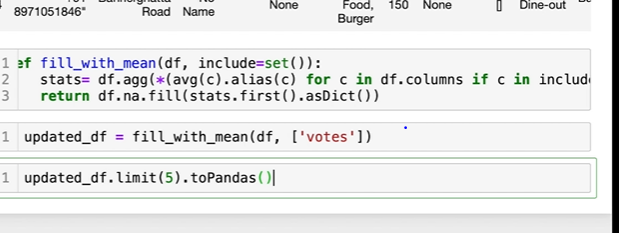 8971051846" Bannerghatta Road No Name None Food, Burger 150 None [] Dine-out
1 ef fill_with_mean(df, include=set()):
2 stats= df.agg(*(avg(c).alias(c) for c in df.columns if c in includ
3 return df.na.fill(stats.first().asDict())
1 updated_df = fill_with_mean(df, ['votes'])
1 updated_df.limit(5).toPandas()